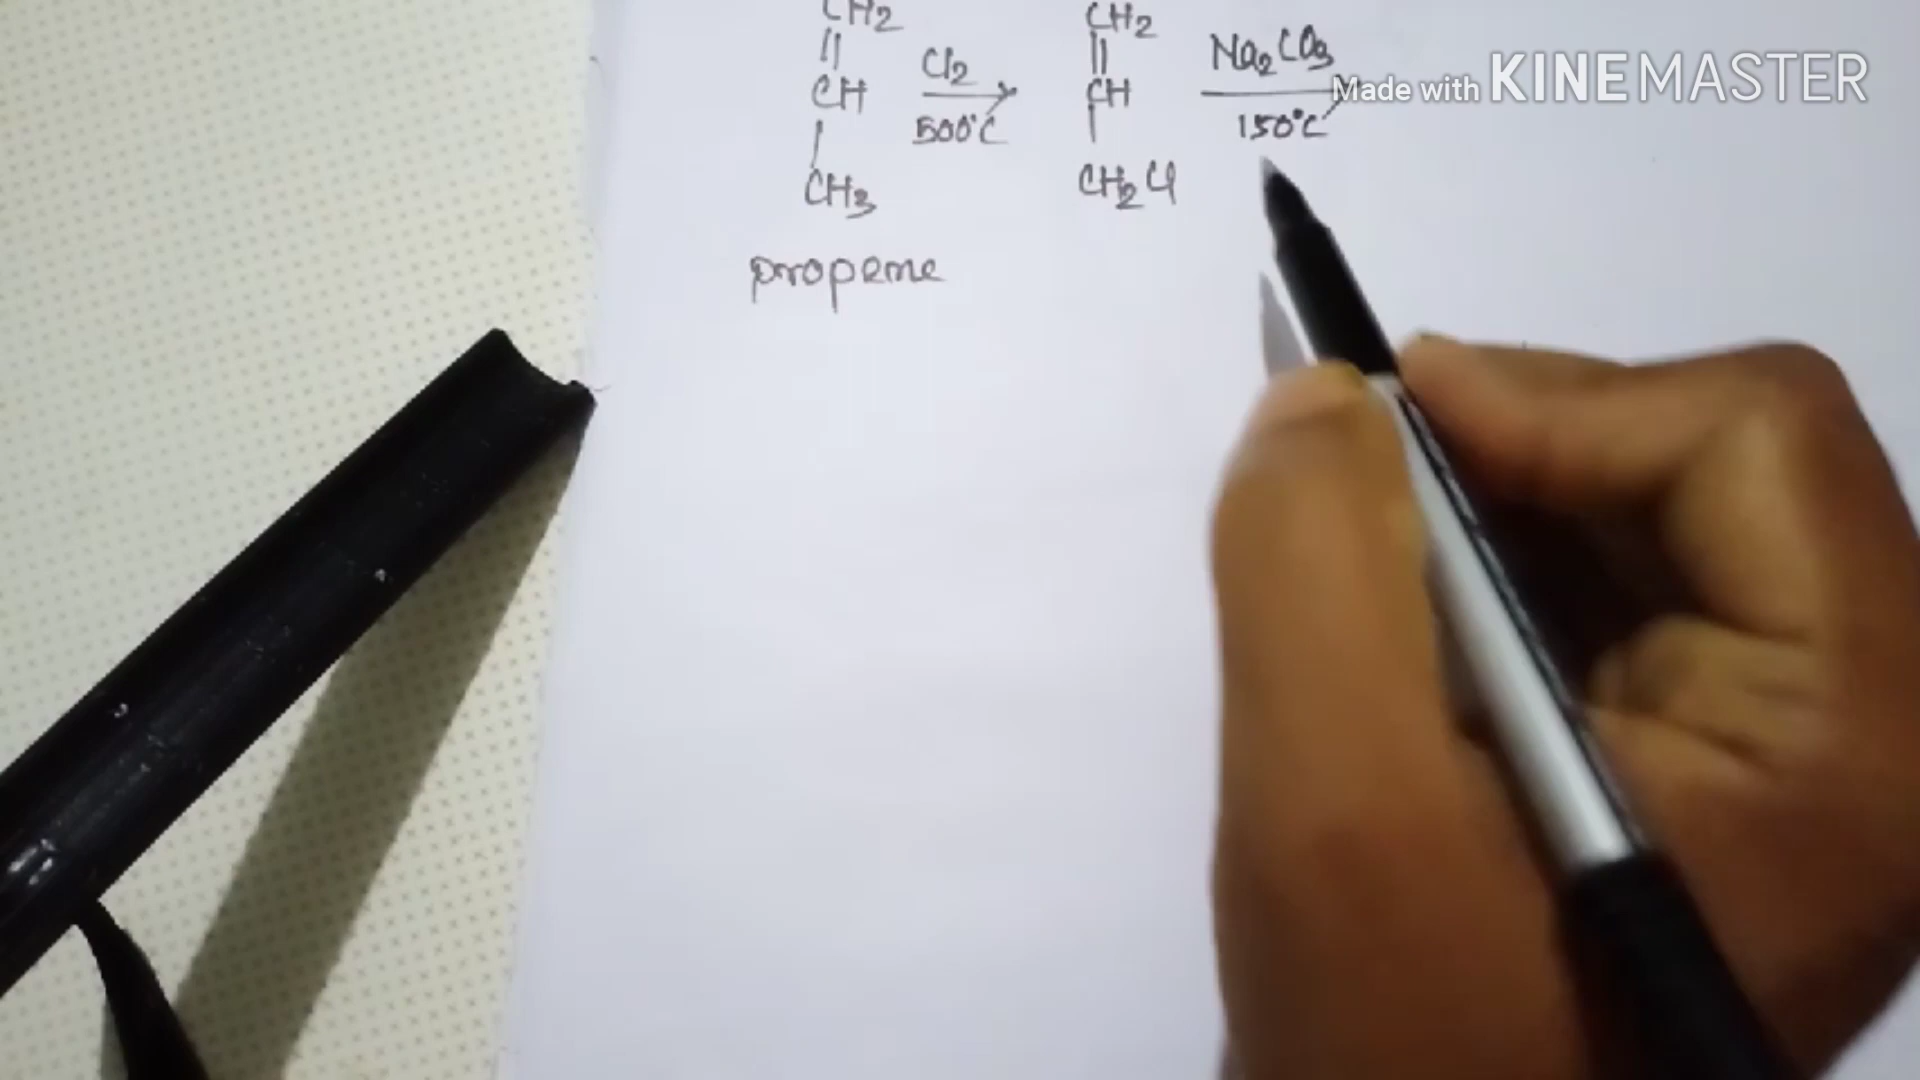 CH2 CH2
|| Cl2 || Na2CO3
CH → CH → Made with KINEMASTER
| 500°C | 150°C
CH3 CH2Cl
propene